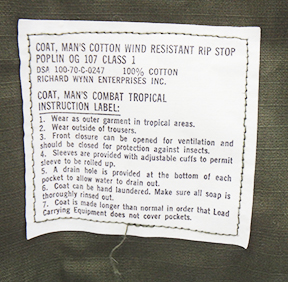 COAT, MAN'S COTTON WIND RESISTANT RIP STOP
POPLIN OG 107 CLASS 1
DSA 100-70-C-0247 100% COTTON
RICHARD WYNN ENTERPRISES INC.
COAT, MAN'S COMBAT TROPICAL
INSTRUCTION LABEL:
1. Wear as outer garment in tropical areas.
2. Wear outside of trousers.
3. Front closure can be opened for ventilation and
should be closed for protection against insects.
4. Sleeves are provided with adjustable cuffs to permit
sleeve to be rolled up.
5. A drain hole is provided at the bottom of each
pocket to allow water to drain out.
6. Coat can be hand laundered. Make sure all soap is
thoroughly rinsed out.
7. Coat is made longer than normal in order that Load
Carrying Equipment does not cover pockets.